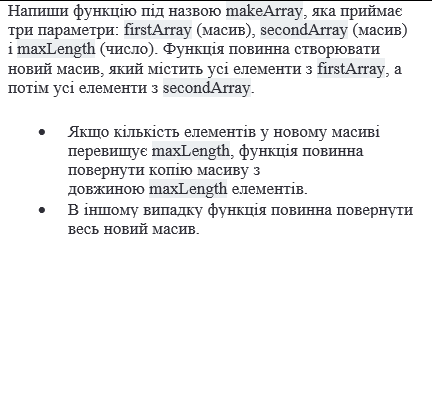 Напиши функцію під назвою makeArray, яка приймає
три параметри: firstArray (масив), secondArray (масив)
і maxLength (число). Функція повинна створювати
новий масив, який містить усі елементи з firstArray, а
потім усі елементи з secondArray.
• Якщо кількість елементів у новому масиві
перевищує maxLength, функція повинна
повернути копію масиву з
довжиною maxLength елементів.
• В іншому випадку функція повинна повернути
весь новий масив.